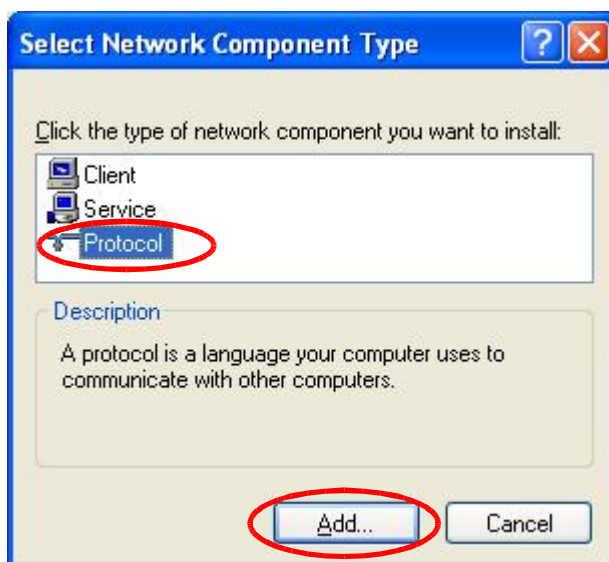 Select Network Component Type
?
Click the type of network component you want to install:
Client
Service
Protocol
Description
A protocol is a language your computer uses to
communicate with other computers.
Add...
Cancel